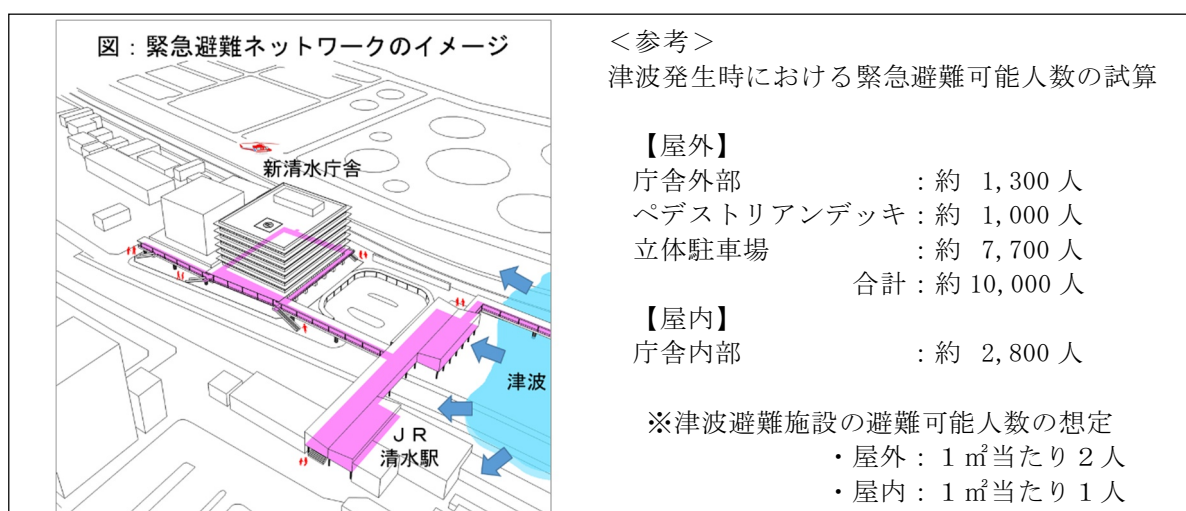 図：緊急避難ネットワークのイメージ
新清水庁舎
津波
ＪＲ
清水駅
＜参考＞
津波発生時における緊急避難可能人数の試算
【屋外】
庁舎外部　　　　　　：約　1,300 人
ペデストリアンデッキ：約　1,000 人
立体駐車場　　　　　：約　7,700 人
合計：約 10,000 人
【屋内】
庁舎内部　　　　　　：約　2,800 人
※津波避難施設の避難可能人数の想定
・屋外：１㎡当たり２人
・屋内：１㎡当たり１人